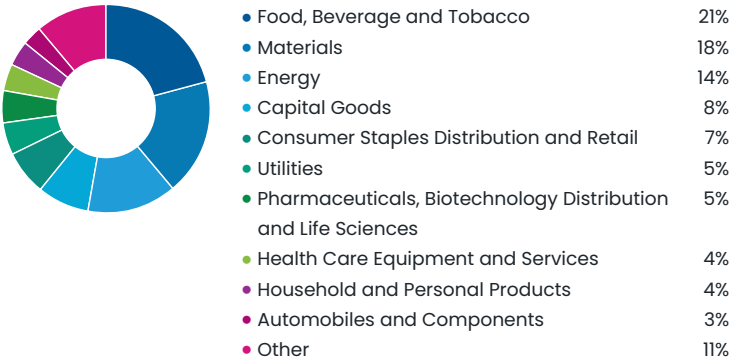 Food, Beverage and Tobacco 21%
Materials 18%
Energy 14%
Capital Goods 8%
Consumer Staples Distribution and Retail 7%
Utilities 5%
Pharmaceuticals, Biotechnology Distribution 5%
and Life Sciences
Health Care Equipment and Services 4%
Household and Personal Products 4%
Automobiles and Components 3%
Other 11%